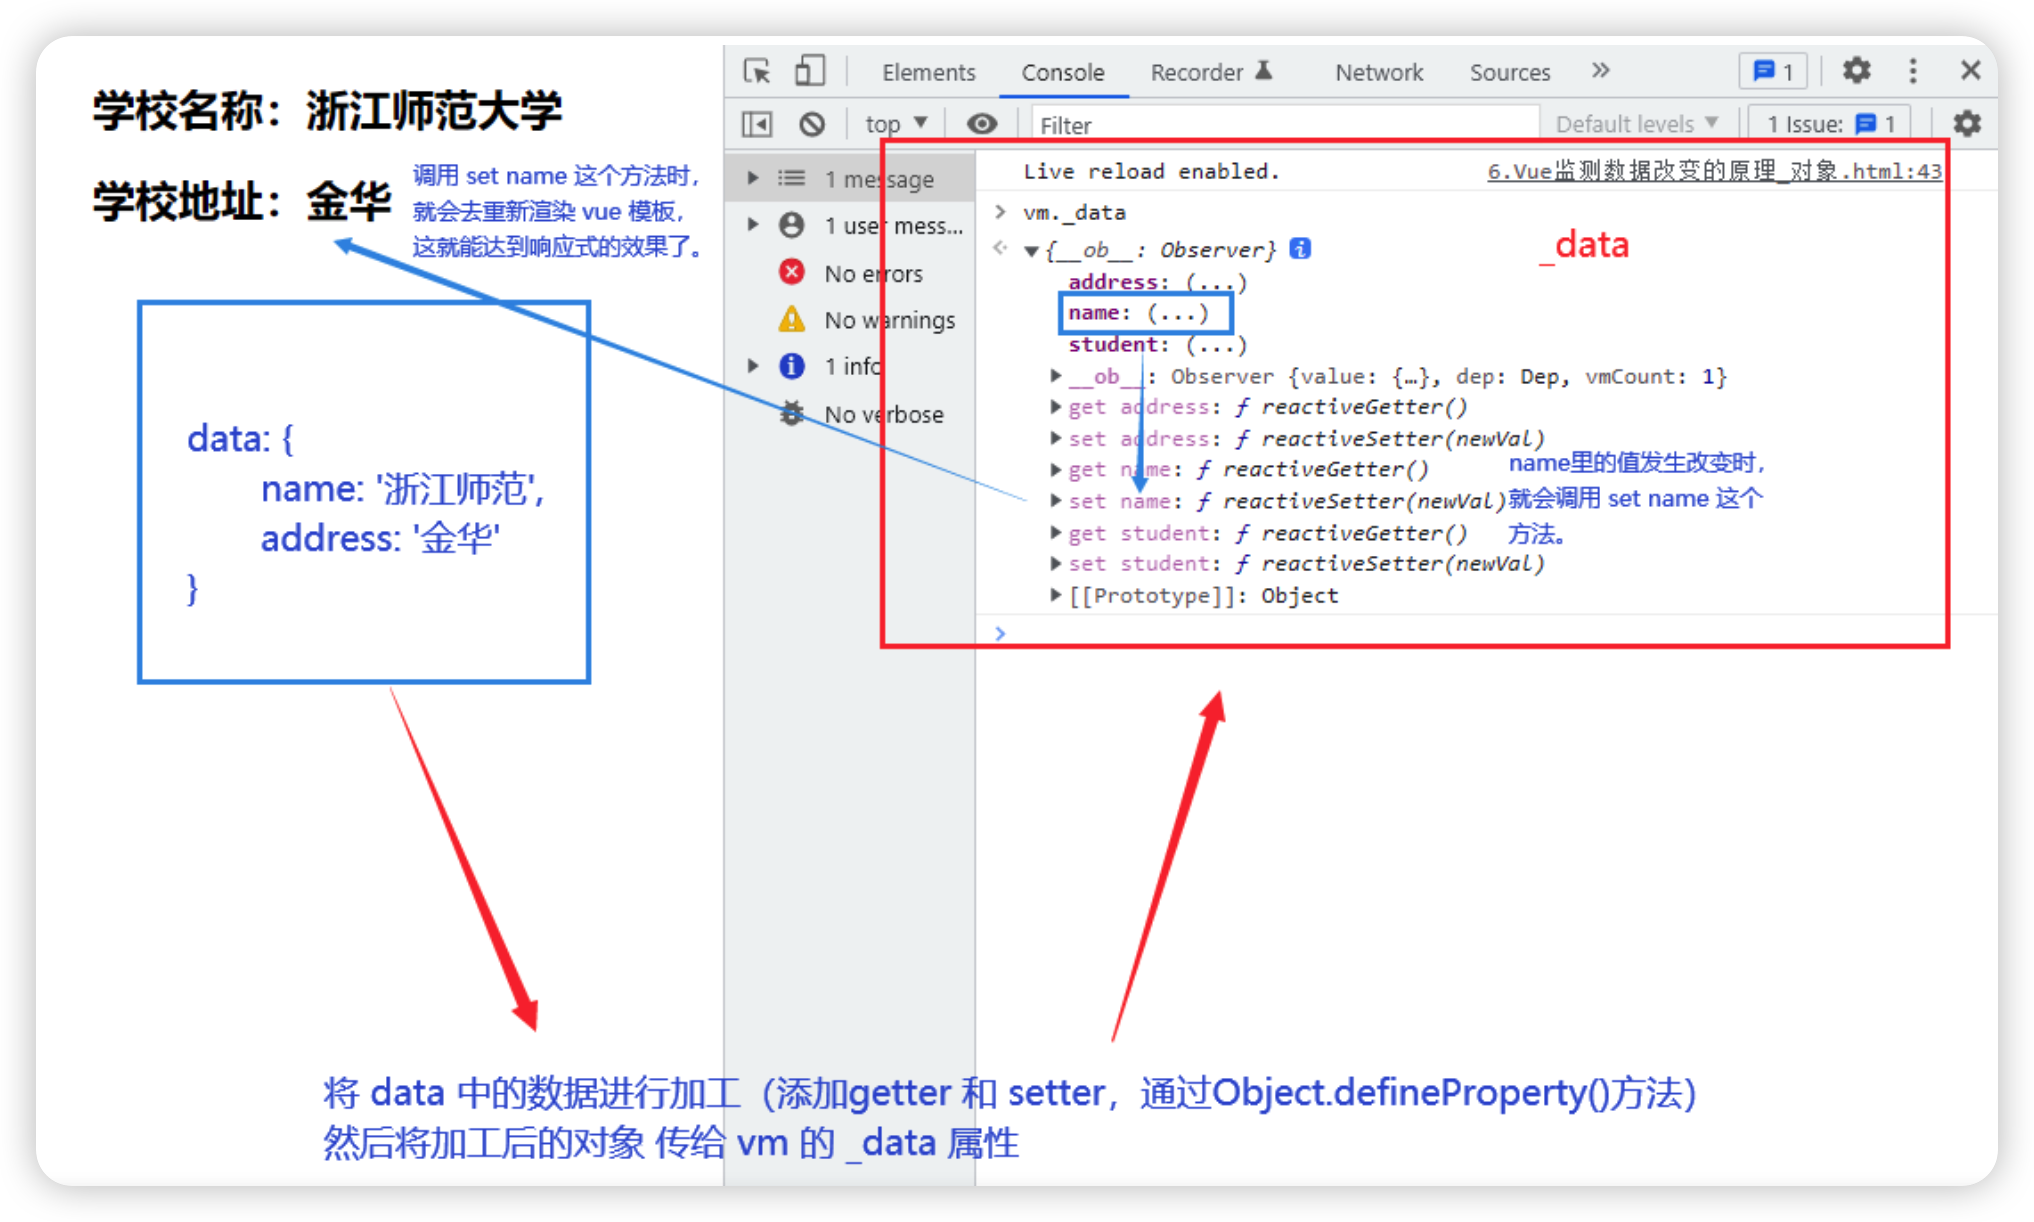 学校名称：浙江师范大学
学校地址：金华
调用 set name 这个方法时，
就会去重新渲染 vue 模板，
这就能达到响应式的效果了。
data: {
name: '浙江师范',
address: '金华'
}
Elements Console Recorder Network Sources 1
top Filter Default levels 1 Issue: 1
1 message
1 user mess...
No errors
No warnings
1 info
No verbose
Live reload enabled. 6.Vue监测数据改变的原理_对象.html:43
vm._data
{__ob__: Observer}
_data
address: (...)
name: (...)
student: (...)
__ob__: Observer {value: {…}, dep: Dep, vmCount: 1}
get address: ƒ reactiveGetter()
set address: ƒ reactiveSetter(newVal)
get name: ƒ reactiveGetter()
set name: ƒ reactiveSetter(newVal)
get student: ƒ reactiveGetter()
set student: ƒ reactiveSetter(newVal)
[[Prototype]]: Object
name里的值发生改变时，
就会调用 set name 这个
方法。
将 data 中的数据进行加工（添加getter 和 setter，通过Object.defineProperty()方法）
然后将加工后的对象 传给 vm 的 _data 属性